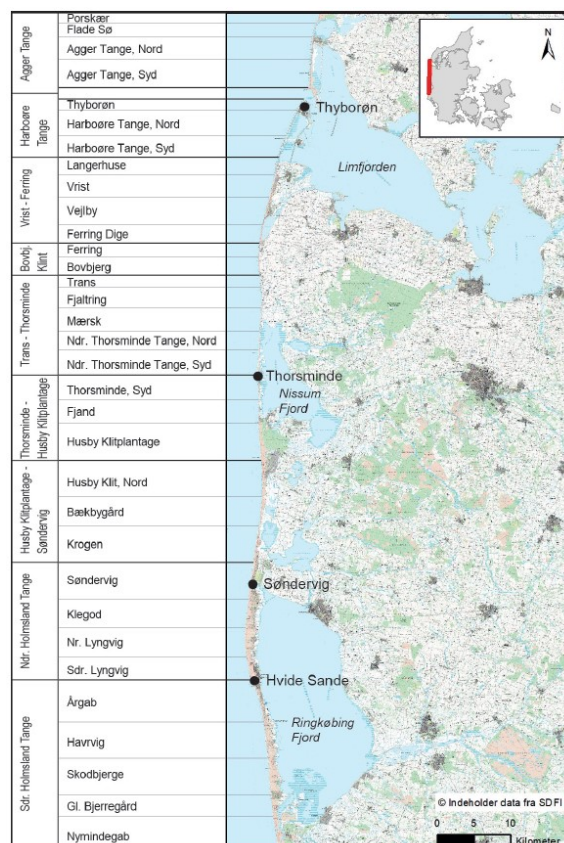 Agger Tange
Porskær
Flade Sø
Agger Tange, Nord
Agger Tange, Syd
Harboøre
Tange
Thyborøn
Harboøre Tange, Nord
Harboøre Tange, Syd
Vrist - Ferring
Langerhuse
Vrist
Vejlby
Ferring Dige
Bovbj.
Klint
Ferring
Bovbjerg
Trans - Thorsminde
Trans
Fjaltring
Mærsk
Ndr. Thorsminde Tange, Nord
Ndr. Thorsminde Tange, Syd
Thorsminde -
Husby Klitplantage
Thorsminde, Syd
Fjand
Husby Klitplantage
Husby Klitplantage -
Søndervig
Husby Klit, Nord
Bækbygård
Krogen
Ndr. Holmsland Tange
Søndervig
Klegod
Nr. Lyngvig
Sdr. Lyngvig
Sdr. Holmsland Tange
Årgab
Havrvig
Skodbjerge
Gl. Bjerregård
Nymindegab
N
Thyborøn
Limfjorden
Thorsminde
Nissum
Fjord
Søndervig
Hvide Sande
Ringkøbing
Fjord
© Indeholder data fra SDFI
0 5 10
Kilometer